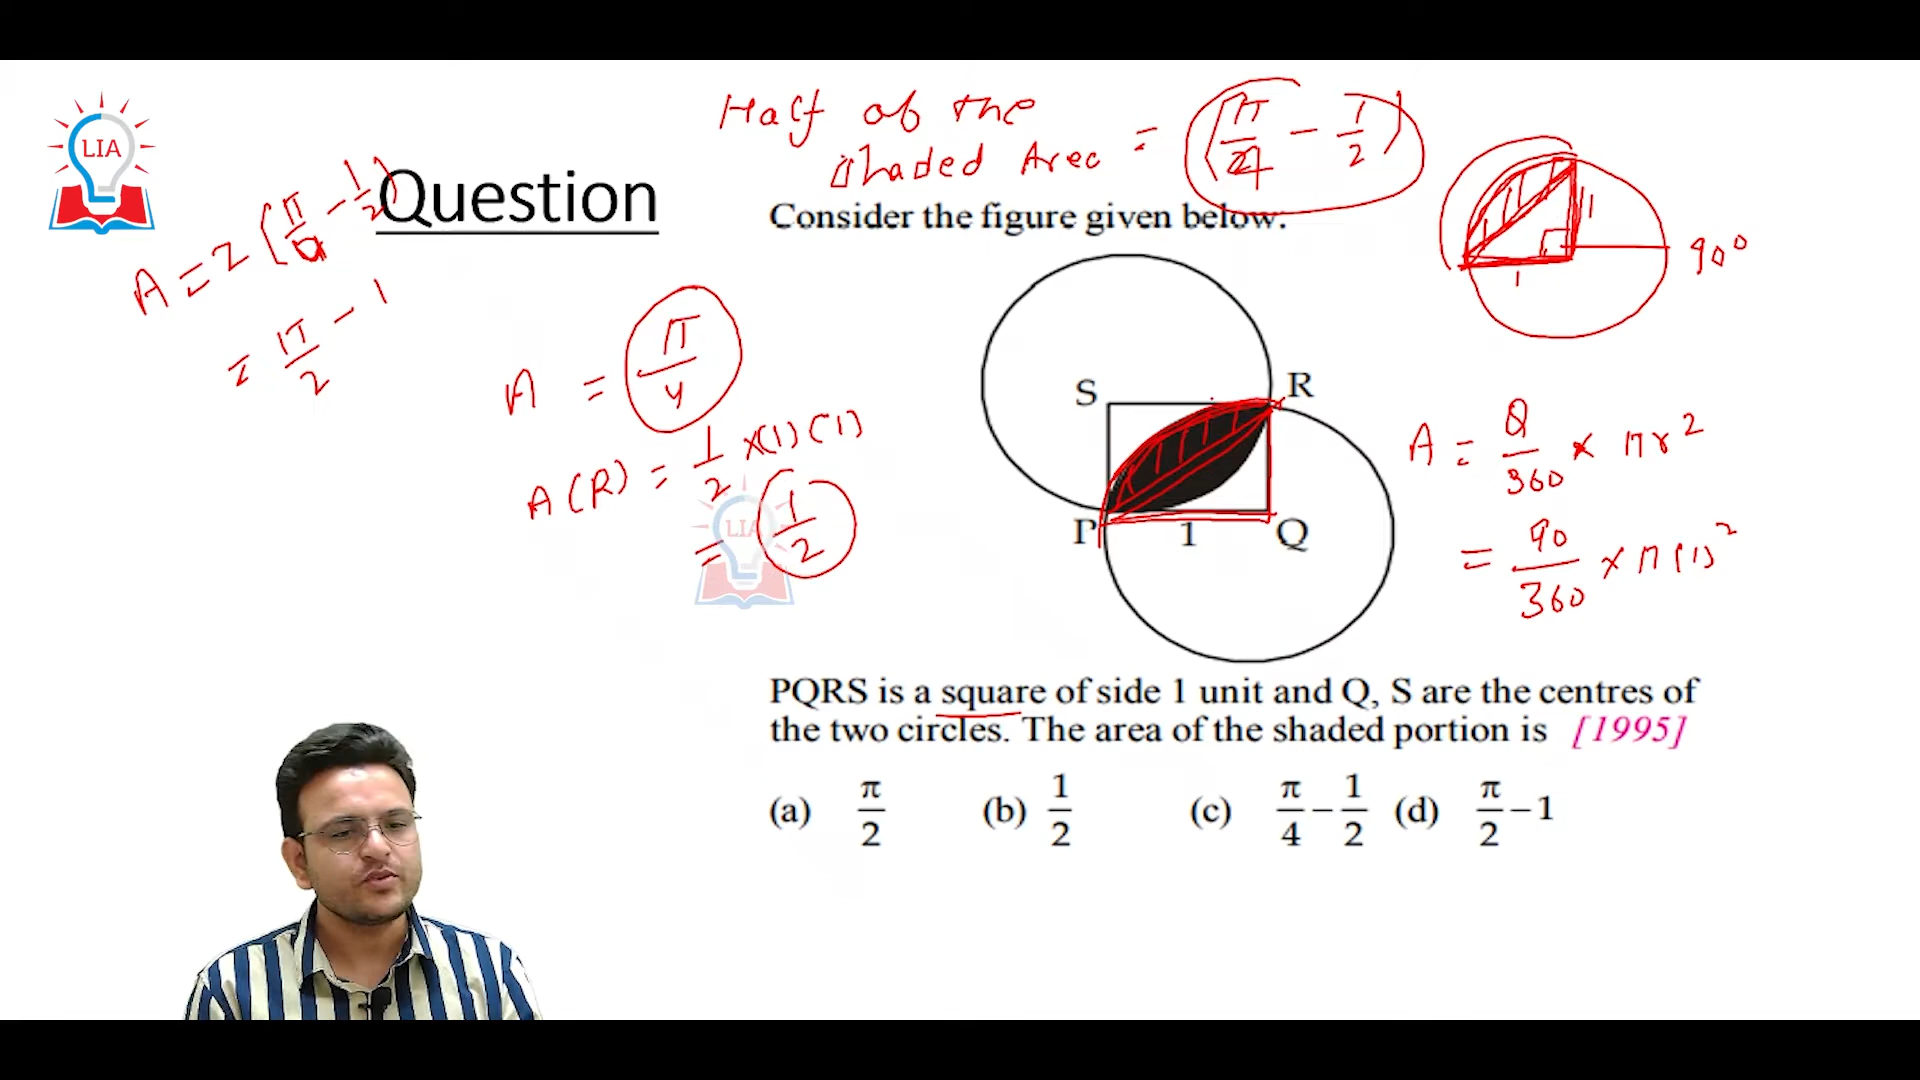 LIA
Question
Half of the
shaded Area = (π/4 - 1/2)
Consider the figure given below:
A = 2 (π/4 - 1/2)
= π/2 - 1
A = π/4
A(R) = 1/2 x(1)(1)
= 1/2
LIA
1
1
90°
S
R
P
1
Q
A = Q/360 × πr²
= 90/360 × π(1)²
PQRS is a square of side 1 unit and Q, S are the centres of
the two circles. The area of the shaded portion is [1995]
(a) π/2 (b) 1/2 (c) π/4 − 1/2 (d) π/2 − 1